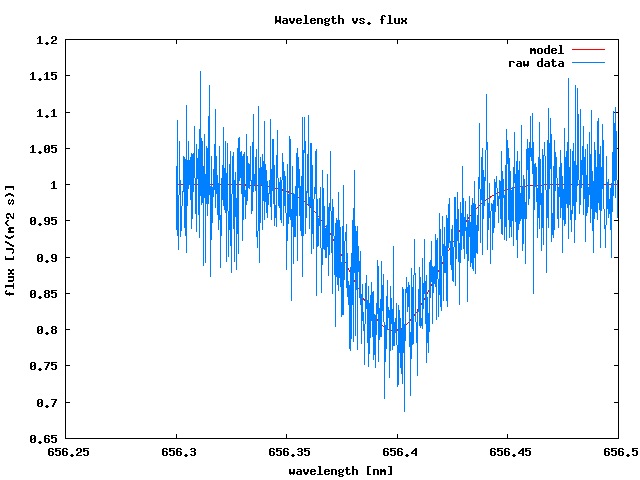 Wavelength vs. flux
model
raw data
1.2
1.15
1.1
1.05
1
0.95
0.9
0.85
0.8
0.75
0.7
0.65
flux [J/(m^2 s)]
656.25 656.3 656.35 656.4 656.45 656.5
wavelength [nm]